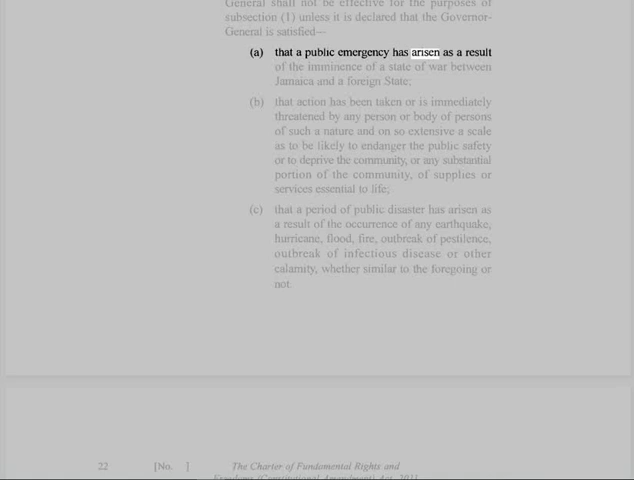 General shall not be effective for the purposes of
subsection (1) unless it is declared that the Governor-
General is satisfied—
(a) that a public emergency has arisen as a result
of the imminence of a state of war between
Jamaica and a foreign State;
(b) that action has been taken or is immediately
threatened by any person or body of persons
of such a nature and on so extensive a scale
as to be likely to endanger the public safety
or to deprive the community, or any substantial
portion of the community, of supplies or
services essential to life;
(c) that a period of public disaster has arisen as
a result of the occurrence of any earthquake,
hurricane, flood, fire, outbreak of pestilence,
outbreak of infectious disease or other
calamity, whether similar to the foregoing or
not.
22 [No. ] The Charter of Fundamental Rights and
Freedoms (Constitutional Amendment) Act, 2011